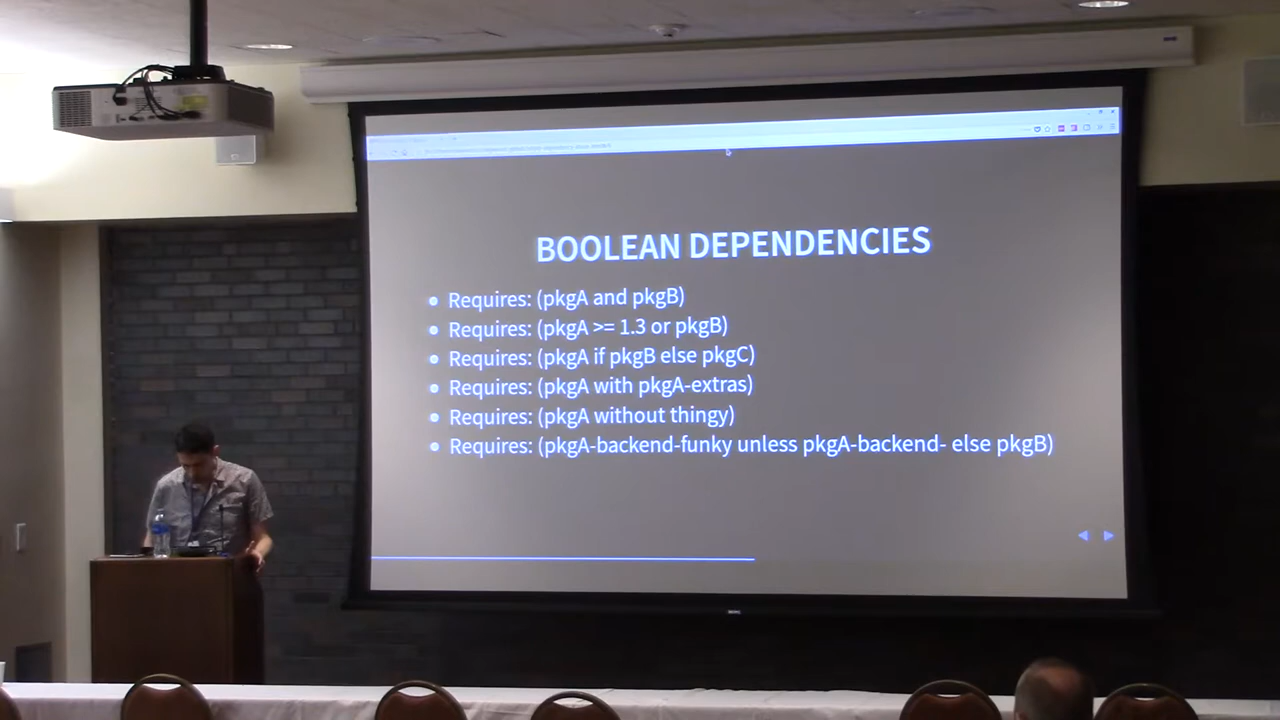 BOOLEAN DEPENDENCIES
Requires: (pkgA and pkgB)
Requires: (pkgA >= 1.3 or pkgB)
Requires: (pkgA if pkgB else pkgC)
Requires: (pkgA with pkgA-extras)
Requires: (pkgA without thingy)
Requires: (pkgA-backend-funky unless pkgA-backend- else pkgB)